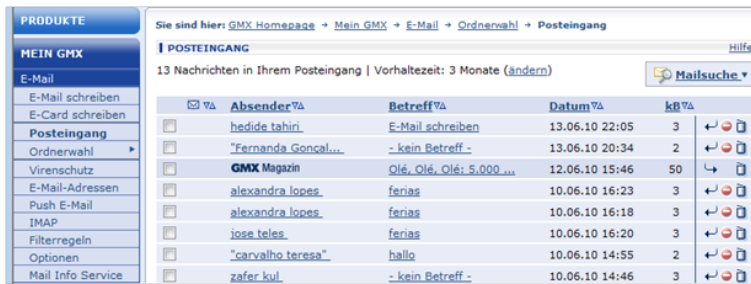 PRODUKTE
MEIN GMX
E-Mail
E-Mail schreiben
E-Card schreiben
Posteingang
Ordnerwahl
Virenschutz
E-Mail-Adressen
Push E-Mail
IMAP
Filterregeln
Optionen
Mail Info Service
Sie sind hier: GMX Homepage → Mein GMX → E-Mail → Ordnerwahl → Posteingang
POSTEINGANG Hilfe
13 Nachrichten in Ihrem Posteingang | Vorhaltezeit: 3 Monate (ändern) Mailsuche
Absender Betreff Datum kB
hedide tahiri E-Mail schreiben 13.06.10 22:05 3
"Fernanda Gonçal... - kein Betreff - 13.06.10 20:34 2
GMX Magazin Olé, Olé, Olé: 5.000 ... 12.06.10 15:46 50
alexandra lopes ferias 10.06.10 16:23 3
alexandra lopes ferias 10.06.10 16:18 3
jose teles ferias 10.06.10 16:20 3
"carvalho teresa" hallo 10.06.10 14:55 2
zafer kul - kein Betreff - 10.06.10 14:46 3